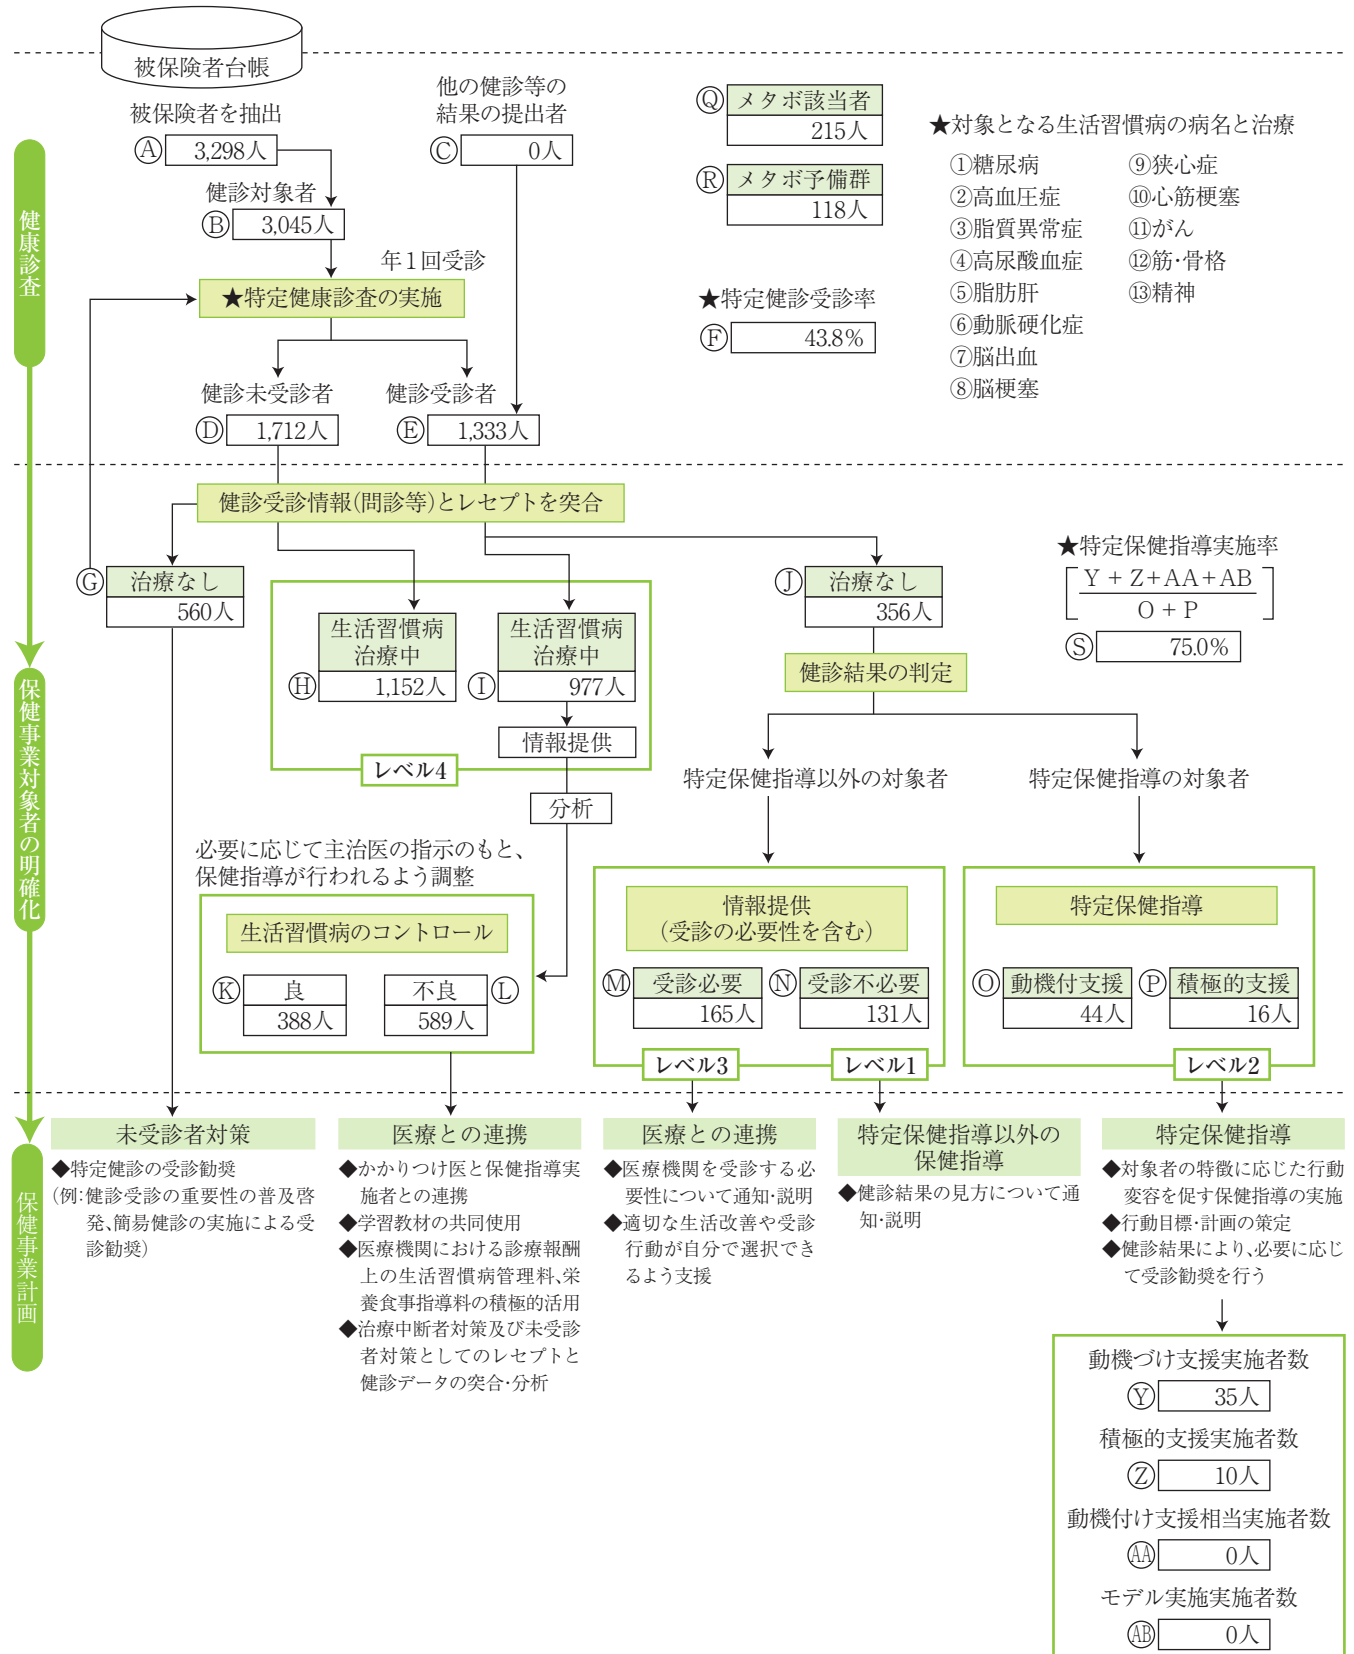 被保険者台帳
被保険者を抽出
Ⓐ 3,298人
他の健診等の
結果の提出者
Ⓒ 0人
健診対象者
Ⓑ 3,045人
年1回受診
★特定健康診査の実施
健診未受診者
Ⓓ 1,712人
健診受診者
Ⓔ 1,333人
Ⓠ メタボ該当者
215人
Ⓡ メタボ予備群
118人
★特定健診受診率
Ⓕ 43.8%
★対象となる生活習慣病の病名と治療
①糖尿病
②高血圧症
③脂質異常症
④高尿酸血症
⑤脂肪肝
⑥動脈硬化症
⑦脳出血
⑧脳梗塞
⑨狭心症
⑩心筋梗塞
⑪がん
⑫筋・骨格
⑬精神
健康診査
健診受診情報(問診等)とレセプトを突合
Ⓖ 治療なし
560人
Ⓗ 生活習慣病
治療中
1,152人
Ⓘ 生活習慣病
治療中
977人
情報提供
レベル4
分析
Ⓙ 治療なし
356人
健診結果の判定
★特定保健指導実施率
[Y + Z+AA+AB
O + P]
Ⓢ 75.0%
特定保健指導以外の対象者
特定保健指導の対象者
保健事業対象者の明確化
必要に応じて主治医の指示のもと、
保健指導が行われるよう調整
生活習慣病のコントロール
Ⓚ 良
388人
不良 Ⓛ
589人
情報提供
(受診の必要性を含む)
Ⓜ 受診必要
165人
Ⓝ 受診不必要
131人
レベル3
レベル1
特定保健指導
Ⓞ 動機付支援
44人
Ⓟ 積極的支援
16人
レベル2
保健事業計画
未受診者対策
◆特定健診の受診勧奨
(例:健診受診の重要性の普及啓
発、簡易健診の実施による受
診勧奨)
医療との連携
◆かかりつけ医と保健指導実
施者との連携
◆学習教材の共同使用
◆医療機関における診療報酬
上の生活習慣病管理料、栄
養食事指導料の積極的活用
◆治療中断者対策及び未受診
者対策としてのレセプトと
健診データの突合・分析
医療との連携
◆医療機関を受診する必
要性について通知・説明
◆適切な生活改善や受診
行動が自分で選択でき
るよう支援
特定保健指導以外の
保健指導
◆健診結果の見方について通
知・説明
特定保健指導
◆対象者の特徴に応じた行動
変容を促す保健指導の実施
◆行動目標・計画の策定
◆健診結果により、必要に応じ
て受診勧奨を行う
動機づけ支援実施者数
Ⓨ 35人
積極的支援実施者数
Ⓩ 10人
動機付け支援相当実施者数
AA 0人
モデル実施実施者数
AB 0人